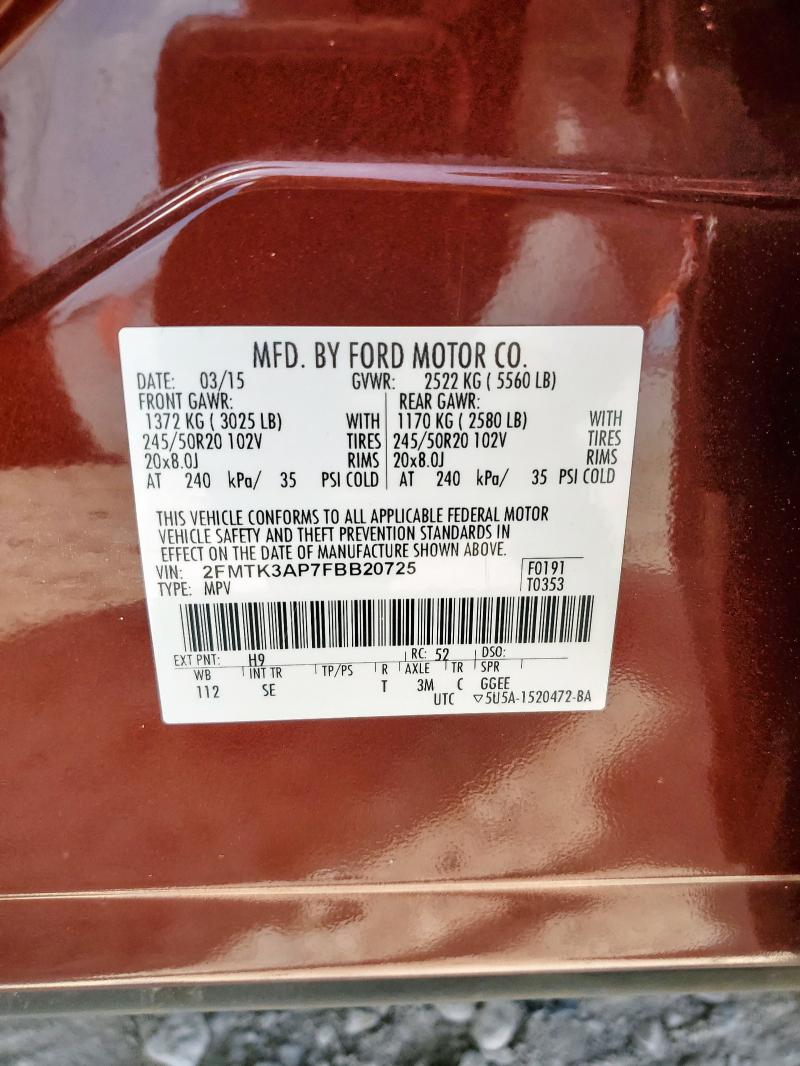 MFD. BY FORD MOTOR CO.
DATE: 03/15 GVWR: 2522 KG ( 5560 LB)
FRONT GAWR: REAR GAWR:
1372 KG ( 3025 LB) WITH 1170 KG ( 2580 LB) WITH
245/50R20 102V TIRES 245/50R20 102V TIRES
20x8.0J RIMS 20x8.0J RIMS
AT 240 kPa/ 35 PSI COLD AT 240 kPa/ 35 PSI COLD
THIS VEHICLE CONFORMS TO ALL APPLICABLE FEDERAL MOTOR
VEHICLE SAFETY AND THEFT PREVENTION STANDARDS IN
EFFECT ON THE DATE OF MANUFACTURE SHOWN ABOVE.
VIN: 2FMTK3AP7FBB20725 F0191
TYPE: MPV T0353
EXT PNT: H9 RC: 52 DSO:
WB INT TR TP/PS R AXLE TR SPR
112 SE T 3M C GGEE
UTC ▽5U5A-1520472-BA